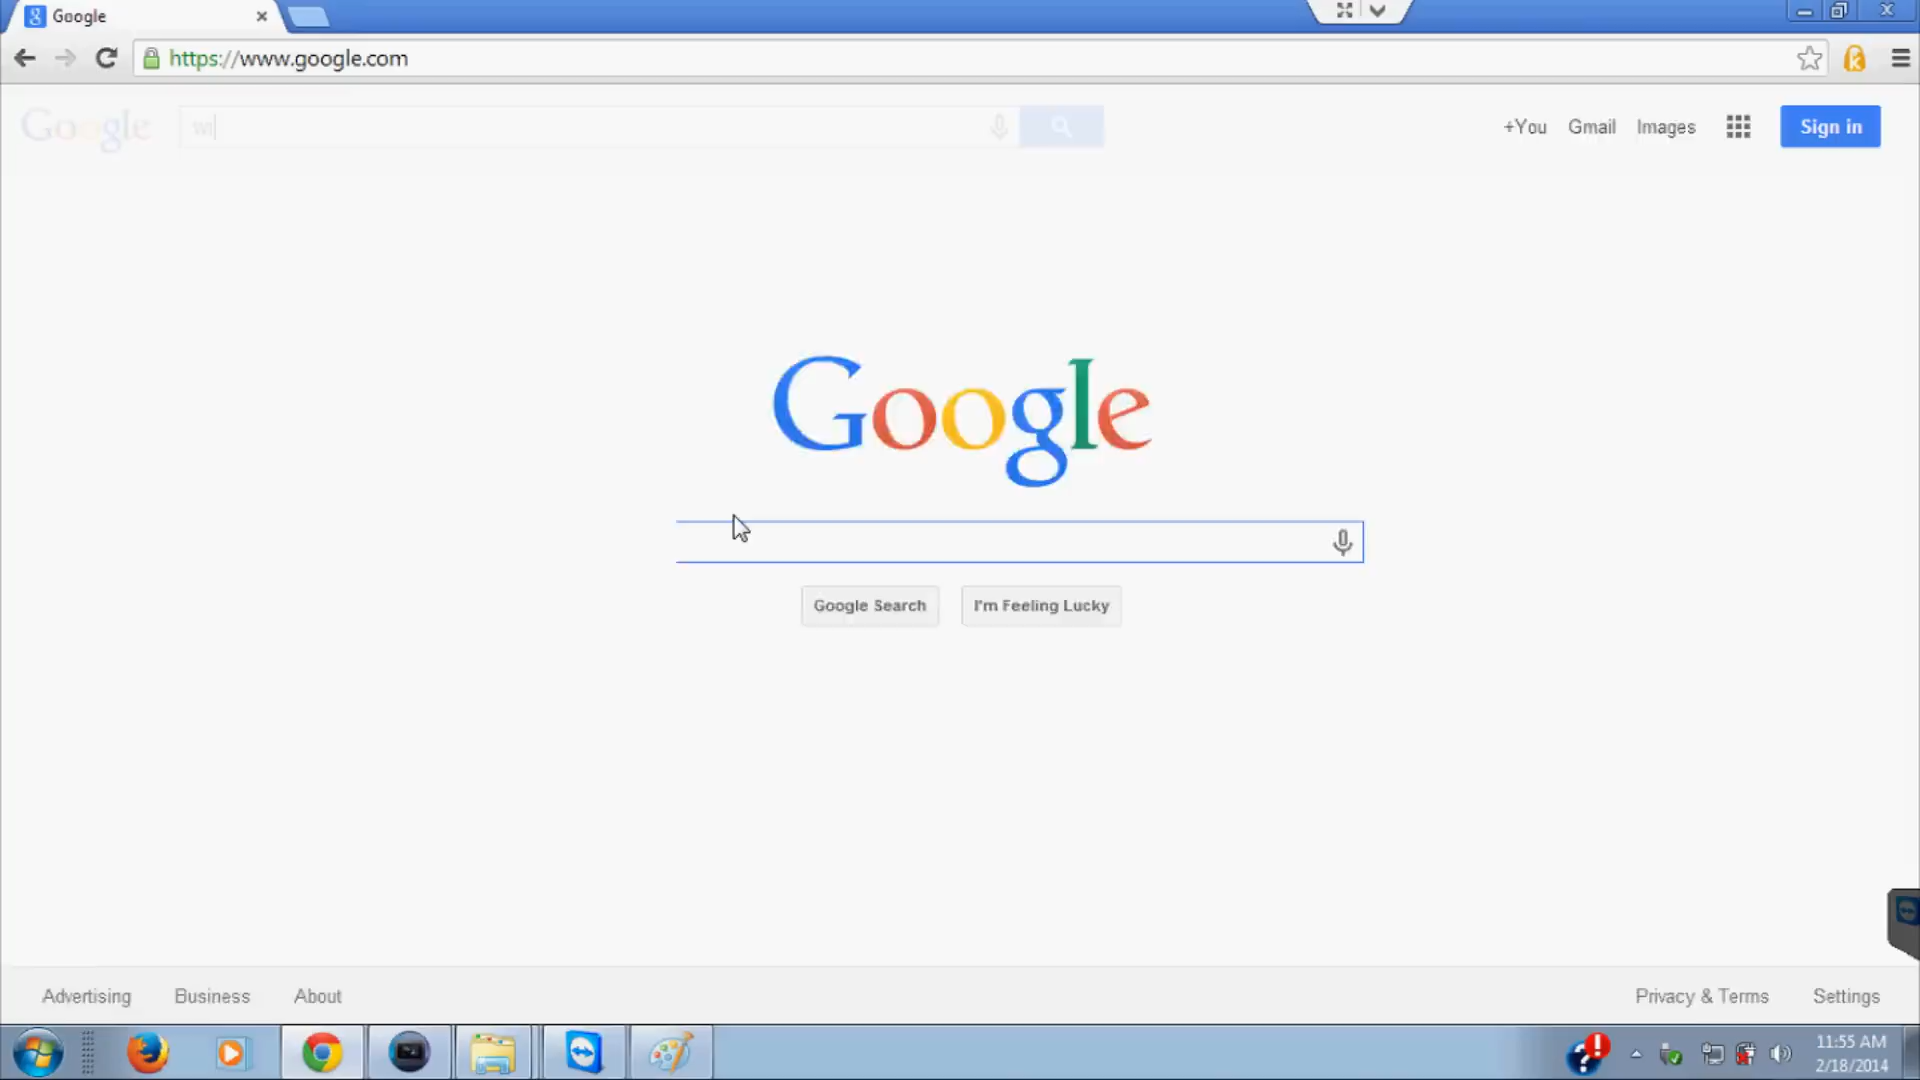 Google
https://www.google.com
Google
+You Gmail Images Sign in
Google
Google Search I'm Feeling Lucky
Advertising Business About Privacy & Terms Settings
11:55 AM
2/18/2014